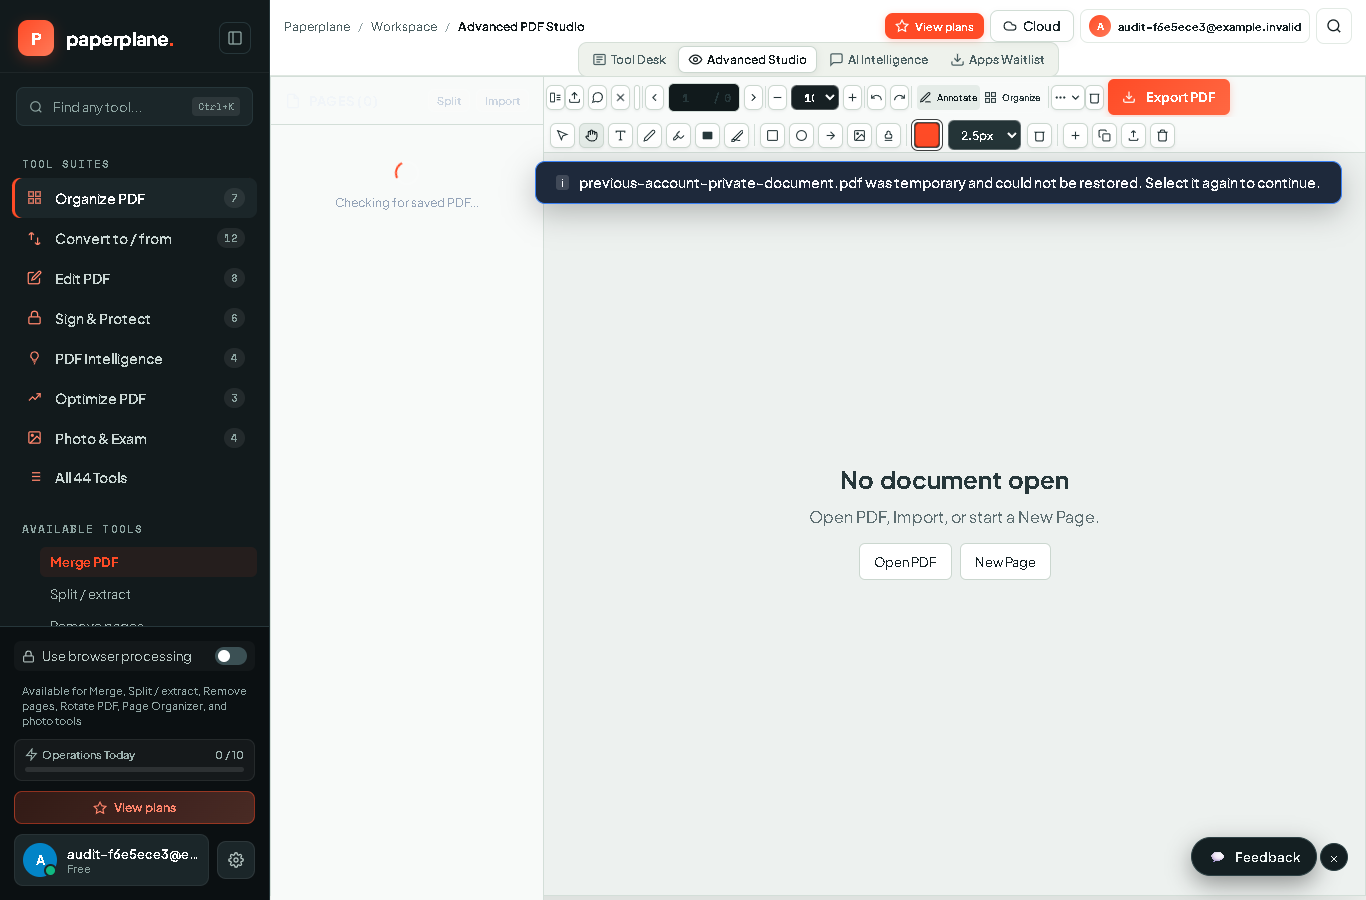 P paperplane.
Find any tool... Ctrl+K
TOOL SUITES
Organize PDF 7
Convert to / from 12
Edit PDF 8
Sign & Protect 6
PDF Intelligence 4
Optimize PDF 3
Photo & Exam 4
All 44 Tools
AVAILABLE TOOLS
Merge PDF
Split / extract
Remove pages
Use browser processing
Available for Merge, Split / extract, Remove
pages, Rotate PDF, Page Organizer, and
photo tools
Operations Today 0 / 10
View plans
A audit-f6e5ece3@e...
Free
Paperplane / Workspace / Advanced PDF Studio
View plans Cloud A audit-f6e5ece3@example.invalid
Tool Desk Advanced Studio AI Intelligence Apps Waitlist
PAGES (0) Split Import
1 / 0
Annotate Organize
Export PDF
2.5px
i previous-account-private-document.pdf was temporary and could not be restored. Select it again to continue.
Checking for saved PDF...
No document open
Open PDF, Import, or start a New Page.
Open PDF New Page
Feedback ×